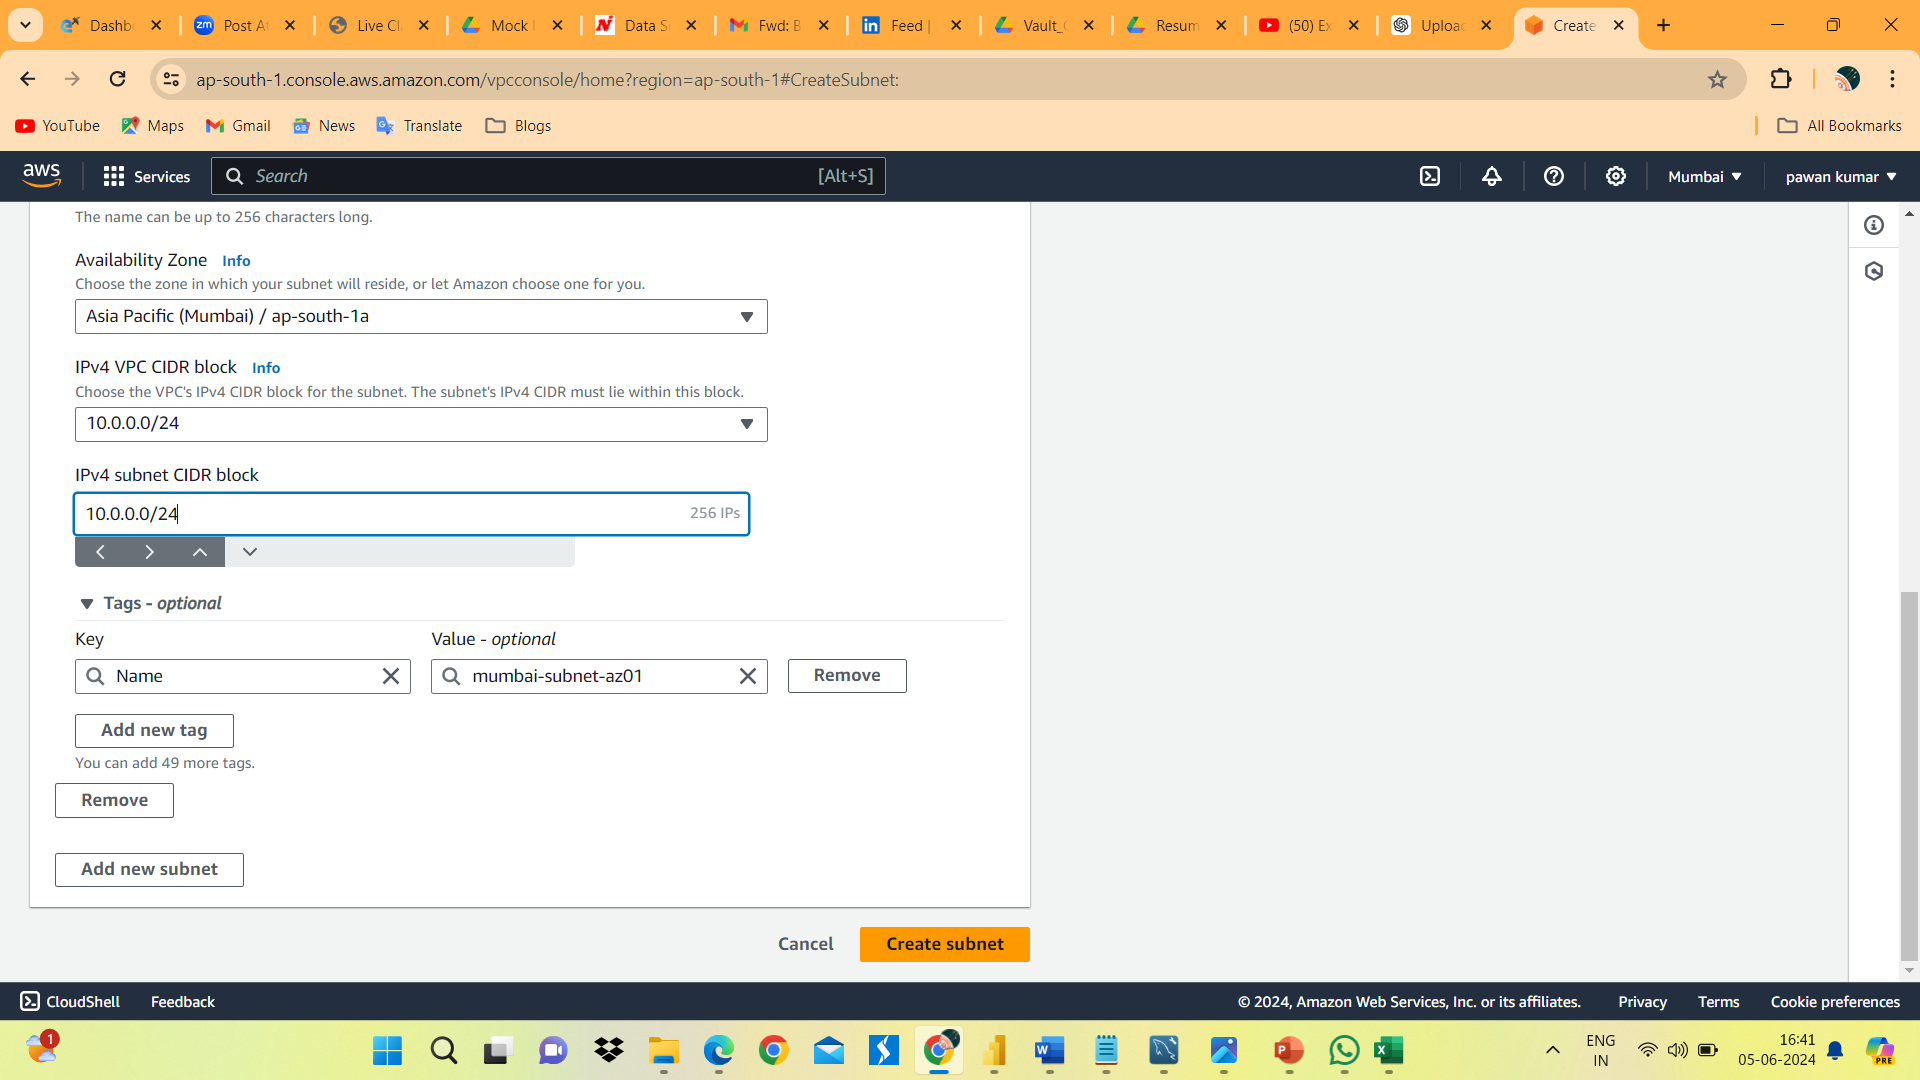 Dashb
Post At
Live Cl
Mock
Data S
Fwd: B
Feed |
Vault_
Resum
(50) Ex
Upload
Create
ap-south-1.console.aws.amazon.com/vpcconsole/home?region=ap-south-1#CreateSubnet:
YouTube
Maps
Gmail
News
Translate
Blogs
All Bookmarks
aws
Services
Search
[Alt+S]
Mumbai
pawan kumar
The name can be up to 256 characters long.
Availability Zone Info
Choose the zone in which your subnet will reside, or let Amazon choose one for you.
Asia Pacific (Mumbai) / ap-south-1a
IPv4 VPC CIDR block Info
Choose the VPC's IPv4 CIDR block for the subnet. The subnet's IPv4 CIDR must lie within this block.
10.0.0.0/24
IPv4 subnet CIDR block
10.0.0.0/24
256 IPs
Tags - optional
Key
Value - optional
Name
mumbai-subnet-az01
Remove
Add new tag
You can add 49 more tags.
Remove
Add new subnet
Cancel
Create subnet
CloudShell
Feedback
© 2024, Amazon Web Services, Inc. or its affiliates.
Privacy
Terms
Cookie preferences
1
ENG
IN
16:41
05-06-2024
PRE